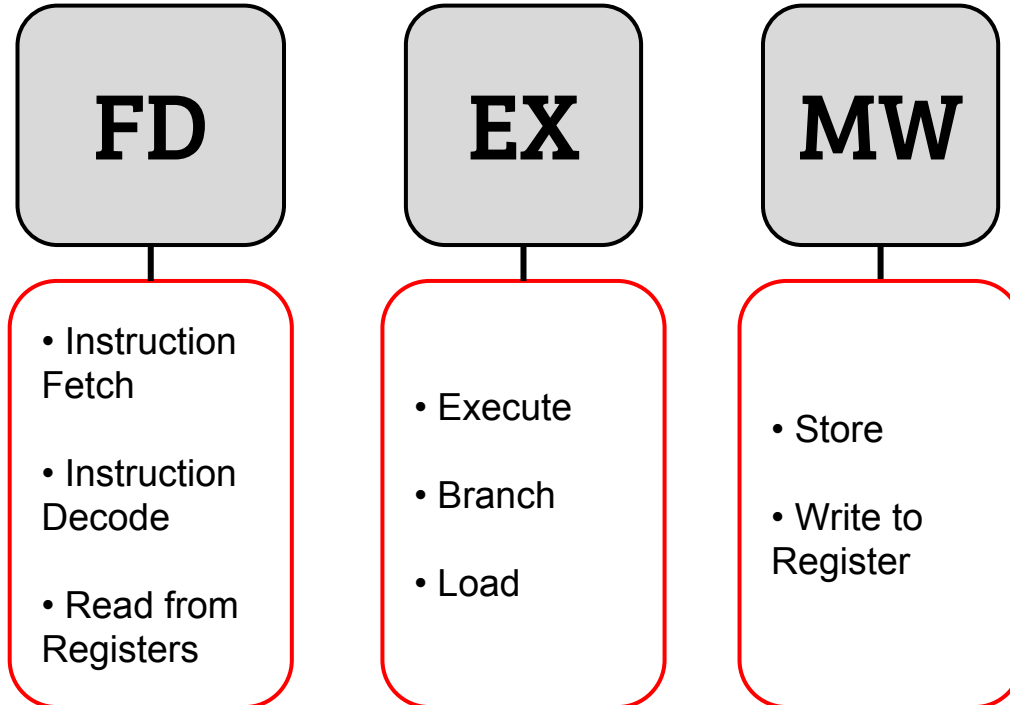 FD
EX
MW
• Instruction
Fetch
• Instruction
Decode
• Read from
Registers
• Execute
• Branch
• Load
• Store
• Write to
Register